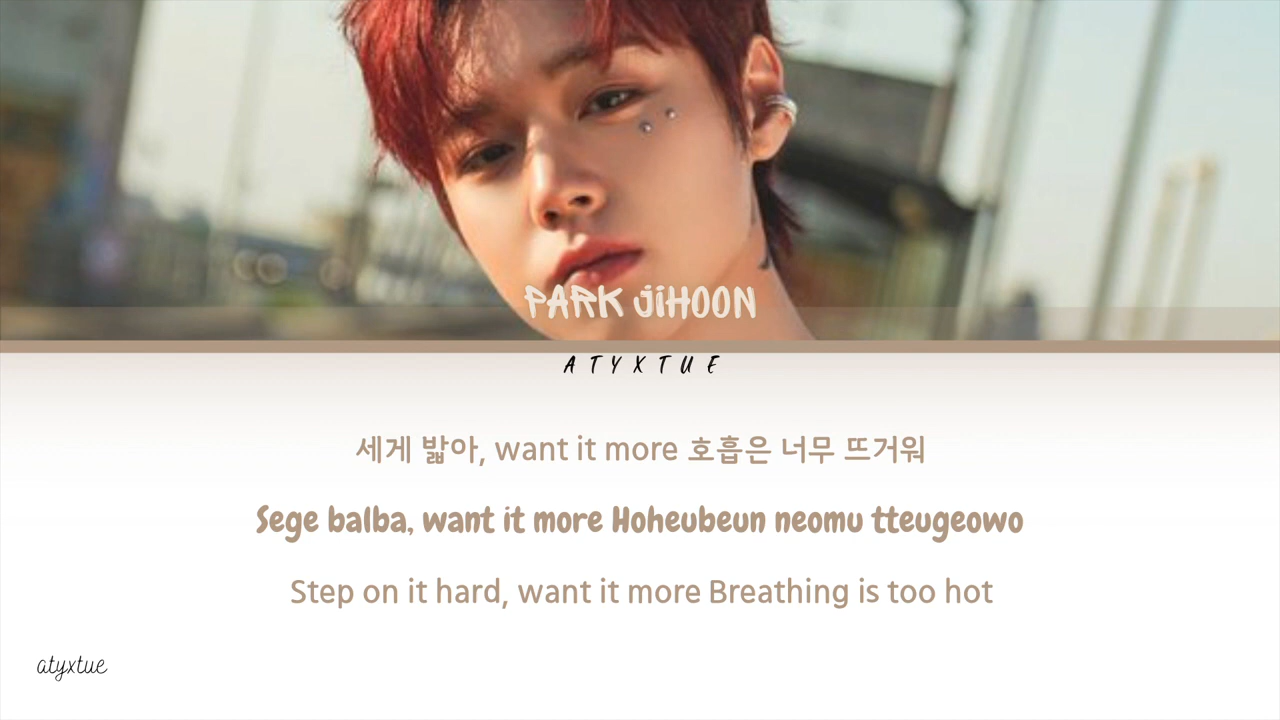 PARK JiHOON
ATYXTUE
세게 밟아, want it more 호흡은 너무 뜨거워
Sege balba, want it more Hoheubeun neomu tteugeowo
Step on it hard, want it more Breathing is too hot
atyxtue